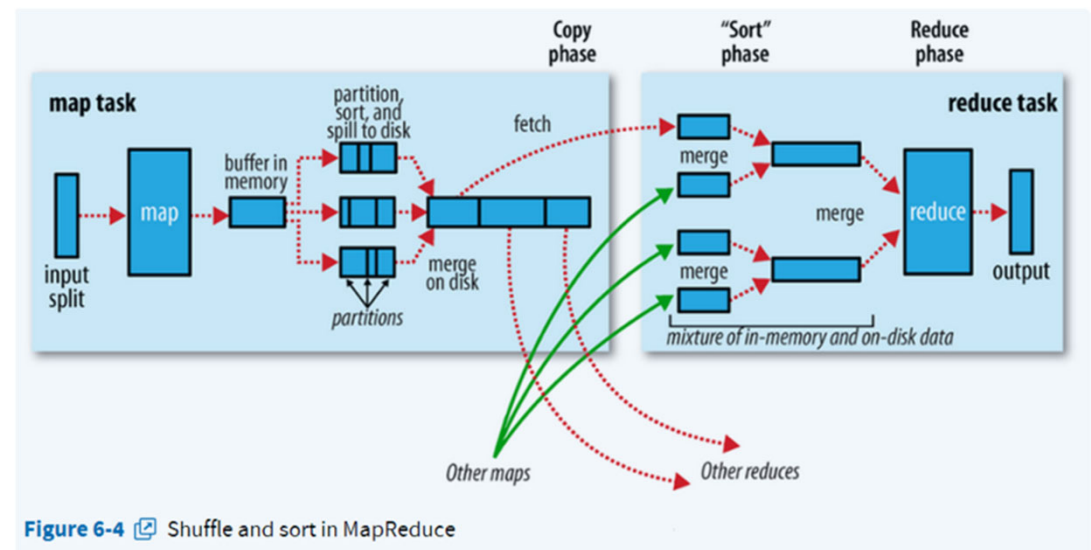 Copy
phase
“Sort”
phase
Reduce
phase
map task
partition,
sort, and
spill to disk
buffer in
memory
map
input
split
merge
on disk
partitions
fetch
reduce task
merge
merge
merge
reduce
output
mixture of in-memory and on-disk data
Other maps
Other reduces
Figure 6-4 Shuffle and sort in MapReduce